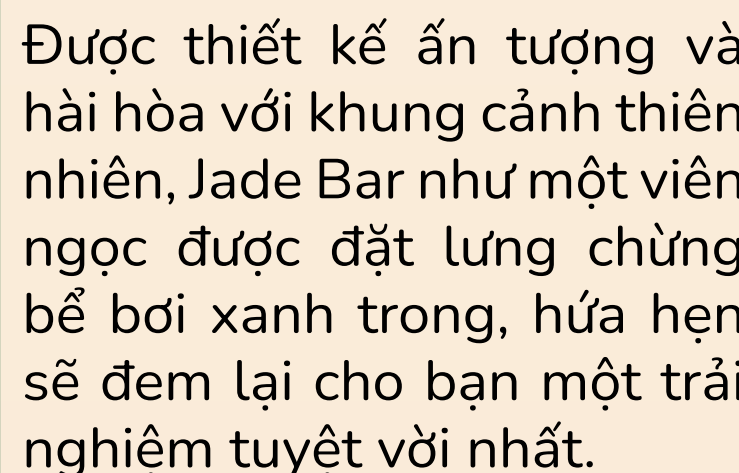 Được thiết kế ấn tượng và
hài hòa với khung cảnh thiên
nhiên, Jade Bar như một viên
ngọc được đặt lưng chừng
bể bơi xanh trong, hứa hẹn
sẽ đem lại cho bạn một trải
nghiệm tuyệt vời nhất.